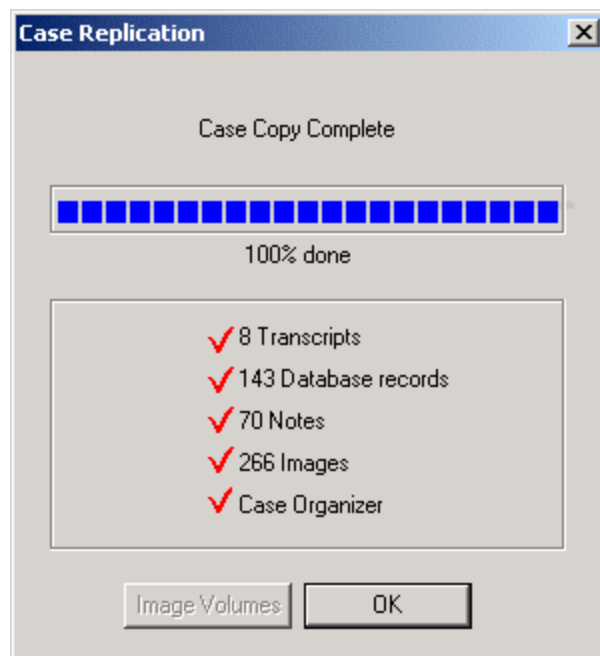 Case Replication
Case Copy Complete
100% done
8 Transcripts
143 Database records
70 Notes
266 Images
Case Organizer
Image Volumes
OK